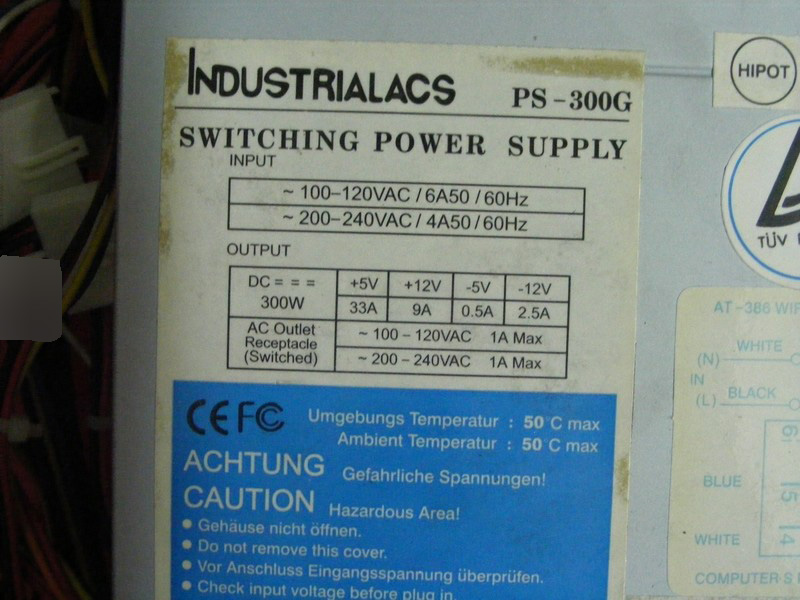 INDUSTRIALACS PS-300G
SWITCHING POWER SUPPLY
INPUT
~ 100-120VAC / 6A50 / 60Hz
~ 200-240VAC / 4A50 / 60Hz
OUTPUT
DC = = = 300W +5V +12V -5V -12V
33A 9A 0.5A 2.5A
AC Outlet Receptacle (Switched) ~ 100 - 120VAC 1A Max
~ 200 - 240VAC 1A Max
CE FC Umgebungs Temperatur : 50°C max
Ambient Temperatur : 50°C max
ACHTUNG Gefahrliche Spannungen!
CAUTION Hazardous Area!
• Gehäuse nicht öffnen.
• Do not remove this cover.
• Vor Anschluss Eingangsspannung überprüfen.
• Check input voltage before plug in.
HIPOT
TÜV
AT-386
WHITE
(N)
IN
(L) BLACK
6
BLUE
5
WHITE 4
COMPUTER S